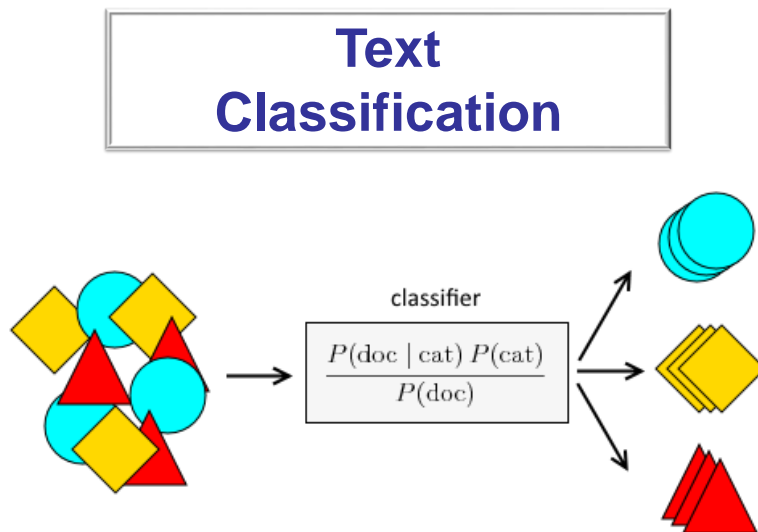 Text
Classification
classifier
P(doc | cat) P(cat)
P(doc)